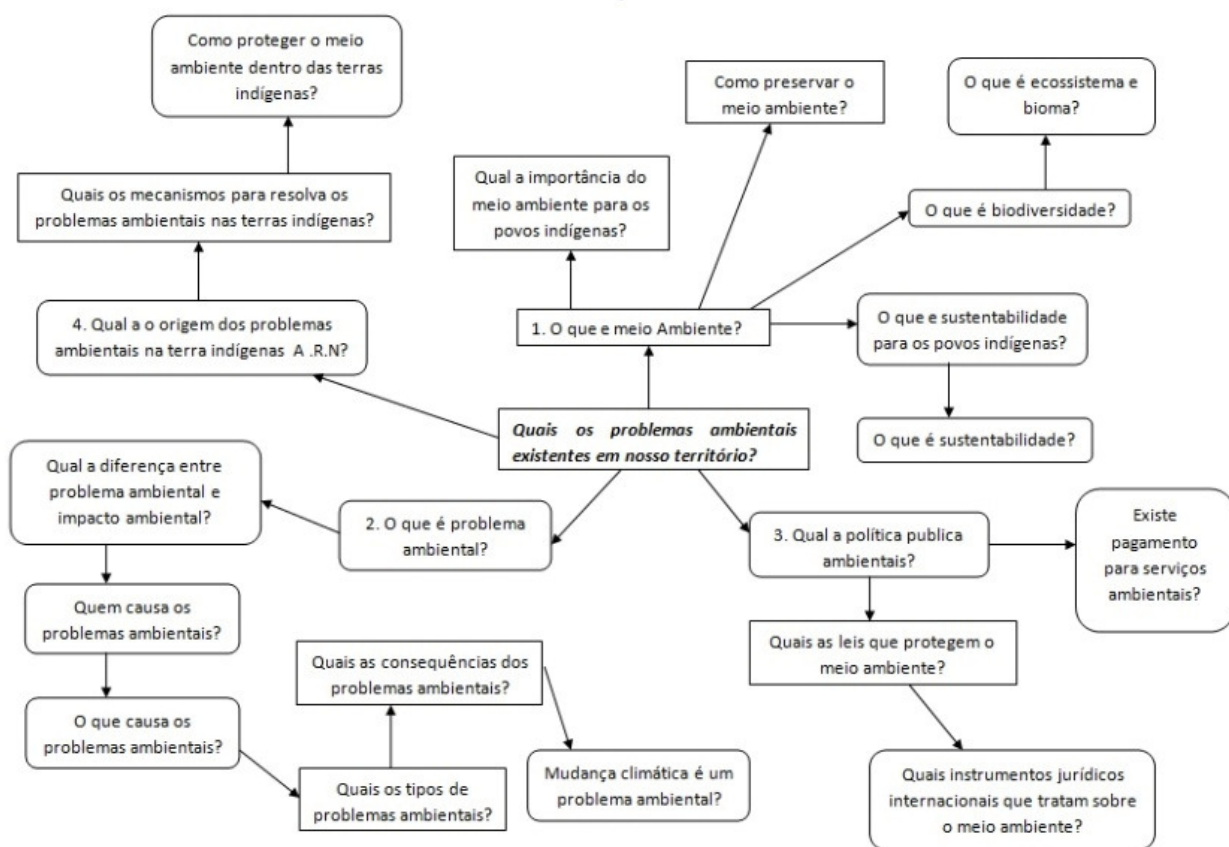 Como proteger o meio
ambiente dentro das terras
indígenas?
Como preservar o
meio ambiente?
O que é ecossistema e
bioma?
Quais os mecanismos para resolva os
problemas ambientais nas terras indígenas?
Qual a importância do
meio ambiente para os
povos indígenas?
O que é biodiversidade?
4. Qual a o origem dos problemas
ambientais na terra indígenas A .R.N?
1. O que e meio Ambiente?
O que e sustentabilidade
para os povos indígenas?
Quais os problemas ambientais
existentes em nosso território?
O que é sustentabilidade?
Qual a diferença entre
problema ambiental e
impacto ambiental?
2. O que é problema
ambiental?
3. Qual a política publica
ambientais?
Existe
pagamento
para serviços
ambientais?
Quem causa os
problemas ambientais?
Quais as consequências dos
problemas ambientais?
Quais as leis que protegem o
meio ambiente?
O que causa os
problemas ambientais?
Quais os tipos de
problemas ambientais?
Mudança climática é um
problema ambiental?
Quais instrumentos jurídicos
internacionais que tratam sobre
o meio ambiente?